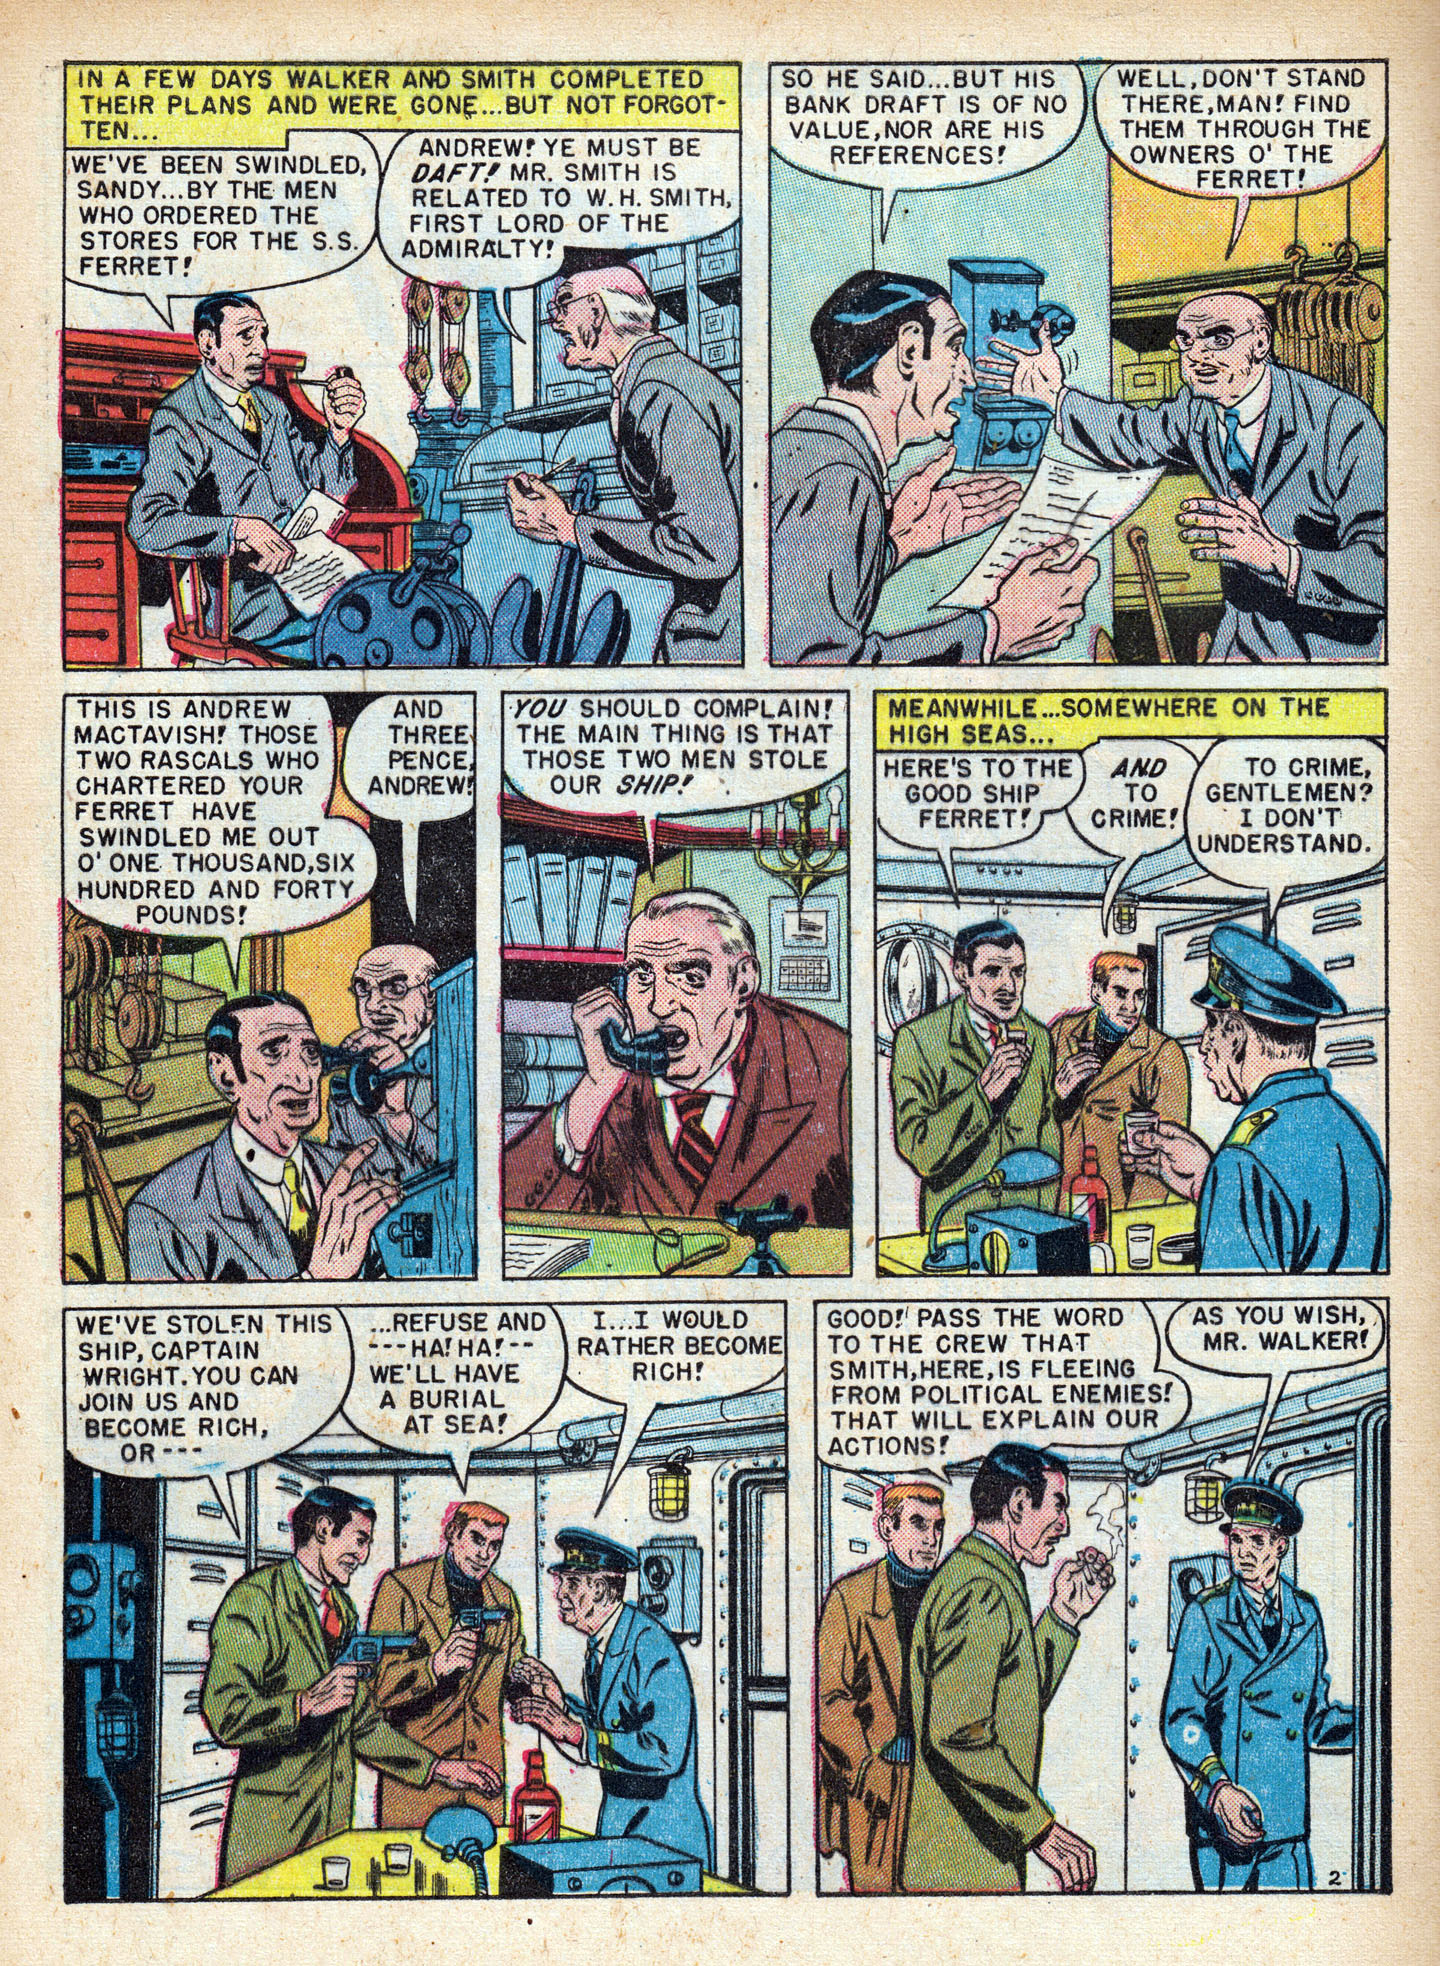 IN A FEW DAYS WALKER AND SMITH COMPLETED
THEIR PLANS AND WERE GONE...BUT NOT FORGOT-
TEN...
WE'VE BEEN SWINDLED,
SANDY...BY THE MEN
WHO ORDERED THE
STORES FOR THE S.S.
FERRET!
ANDREW! YE MUST BE
DAFT! MR. SMITH IS
RELATED TO W.H. SMITH,
FIRST LORD OF THE
ADMIRALTY!
SO HE SAID...BUT HIS
BANK DRAFT IS OF NO
VALUE, NOR ARE HIS
REFERENCES!
WELL, DON'T STAND
THERE, MAN! FIND
THEM THROUGH THE
OWNERS O' THE
FERRET!
THIS IS ANDREW
MACTAVISH! THOSE
TWO RASCALS WHO
CHARTERED YOUR
FERRET HAVE
SWINDLED ME OUT
O' ONE THOUSAND, SIX
HUNDRED AND FORTY
POUNDS!
AND
THREE
PENCE,
ANDREW!
YOU SHOULD COMPLAIN!
THE MAIN THING IS THAT
THOSE TWO MEN STOLE
OUR SHIP!
MEANWHILE...SOMEWHERE ON THE
HIGH SEAS...
HERE'S TO THE
GOOD SHIP
FERRET!
AND
TO
CRIME!
TO CRIME,
GENTLEMEN?
I DON'T
UNDERSTAND.
WE'VE STOLEN THIS
SHIP, CAPTAIN
WRIGHT. YOU CAN
JOIN US AND
BECOME RICH,
OR ---
...REFUSE AND
---HA! HA!--
WE'LL HAVE
A BURIAL
AT SEA!
I...I WOULD
RATHER BECOME
RICH!
GOOD! PASS THE WORD
TO THE CREW THAT
SMITH, HERE, IS FLEEING
FROM POLITICAL ENEMIES!
THAT WILL EXPLAIN OUR
ACTIONS!
AS YOU WISH,
MR. WALKER!
2